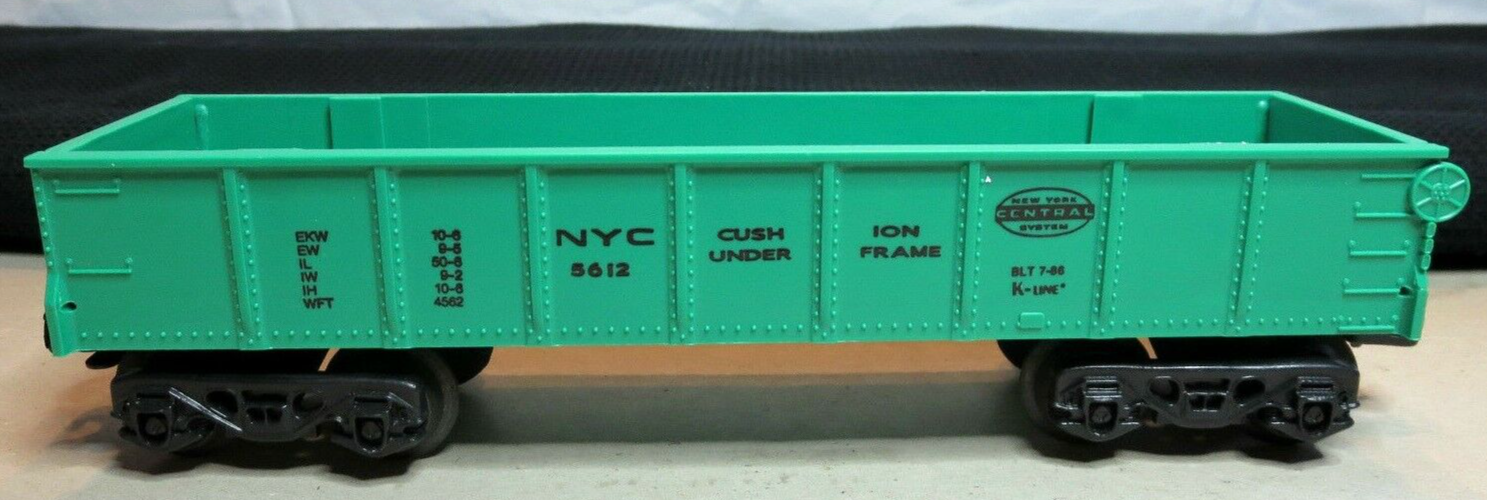 EKW 10-6
EW 9-5
IL 50-6
IW 9-2
IH 10-6
WFT 4562
NYC
5612
CUSH ION
UNDER FRAME
NEW YORK
CENTRAL
SYSTEM
BLT 7-86
K-LINE®